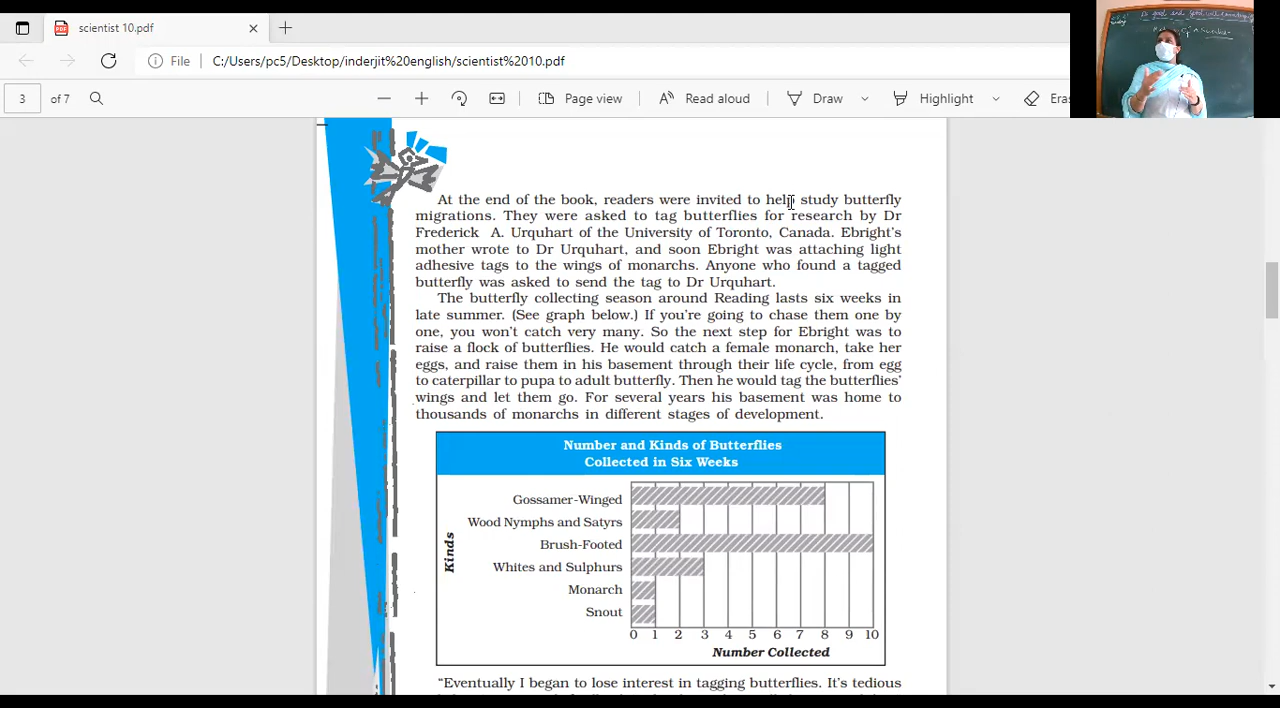 scientist 10.pdf
File C:/Users/pc5/Desktop/inderjit%20english/scientist%2010.pdf
3 of 7 Page view Read aloud Draw Highlight Eras
At the end of the book, readers were invited to help study butterfly
migrations. They were asked to tag butterflies for research by Dr
Frederick A. Urquhart of the University of Toronto, Canada. Ebright's
mother wrote to Dr Urquhart, and soon Ebright was attaching light
adhesive tags to the wings of monarchs. Anyone who found a tagged
butterfly was asked to send the tag to Dr Urquhart.
The butterfly collecting season around Reading lasts six weeks in
late summer. (See graph below.) If you're going to chase them one by
one, you won't catch very many. So the next step for Ebright was to
raise a flock of butterflies. He would catch a female monarch, take her
eggs, and raise them in his basement through their life cycle, from egg
to caterpillar to pupa to adult butterfly. Then he would tag the butterflies'
wings and let them go. For several years his basement was home to
thousands of monarchs in different stages of development.
Number and Kinds of Butterflies
Collected in Six Weeks
Kinds
Gossamer-Winged
Wood Nymphs and Satyrs
Brush-Footed
Whites and Sulphurs
Monarch
Snout
0 1 2 3 4 5 6 7 8 9 10
Number Collected
"Eventually I began to lose interest in tagging butterflies. It's tedious